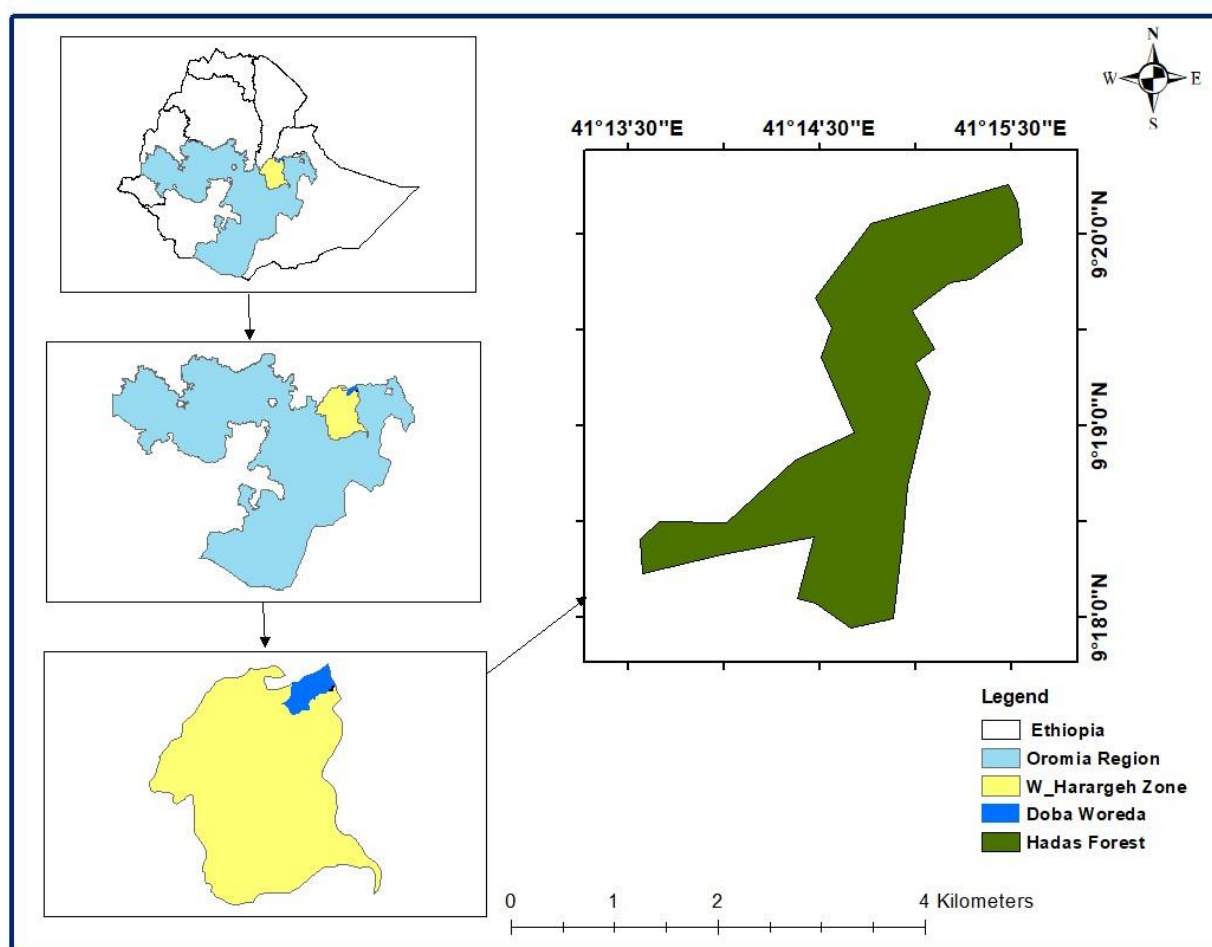 N
W E
S
41°13'30"E 41°14'30"E 41°15'30"E
9°20'0"N
9°19'0"N
9°18'0"N
Legend
Ethiopia
Oromia Region
W_Harargeh Zone
Doba Woreda
Hadas Forest
0 1 2 4 Kilometers